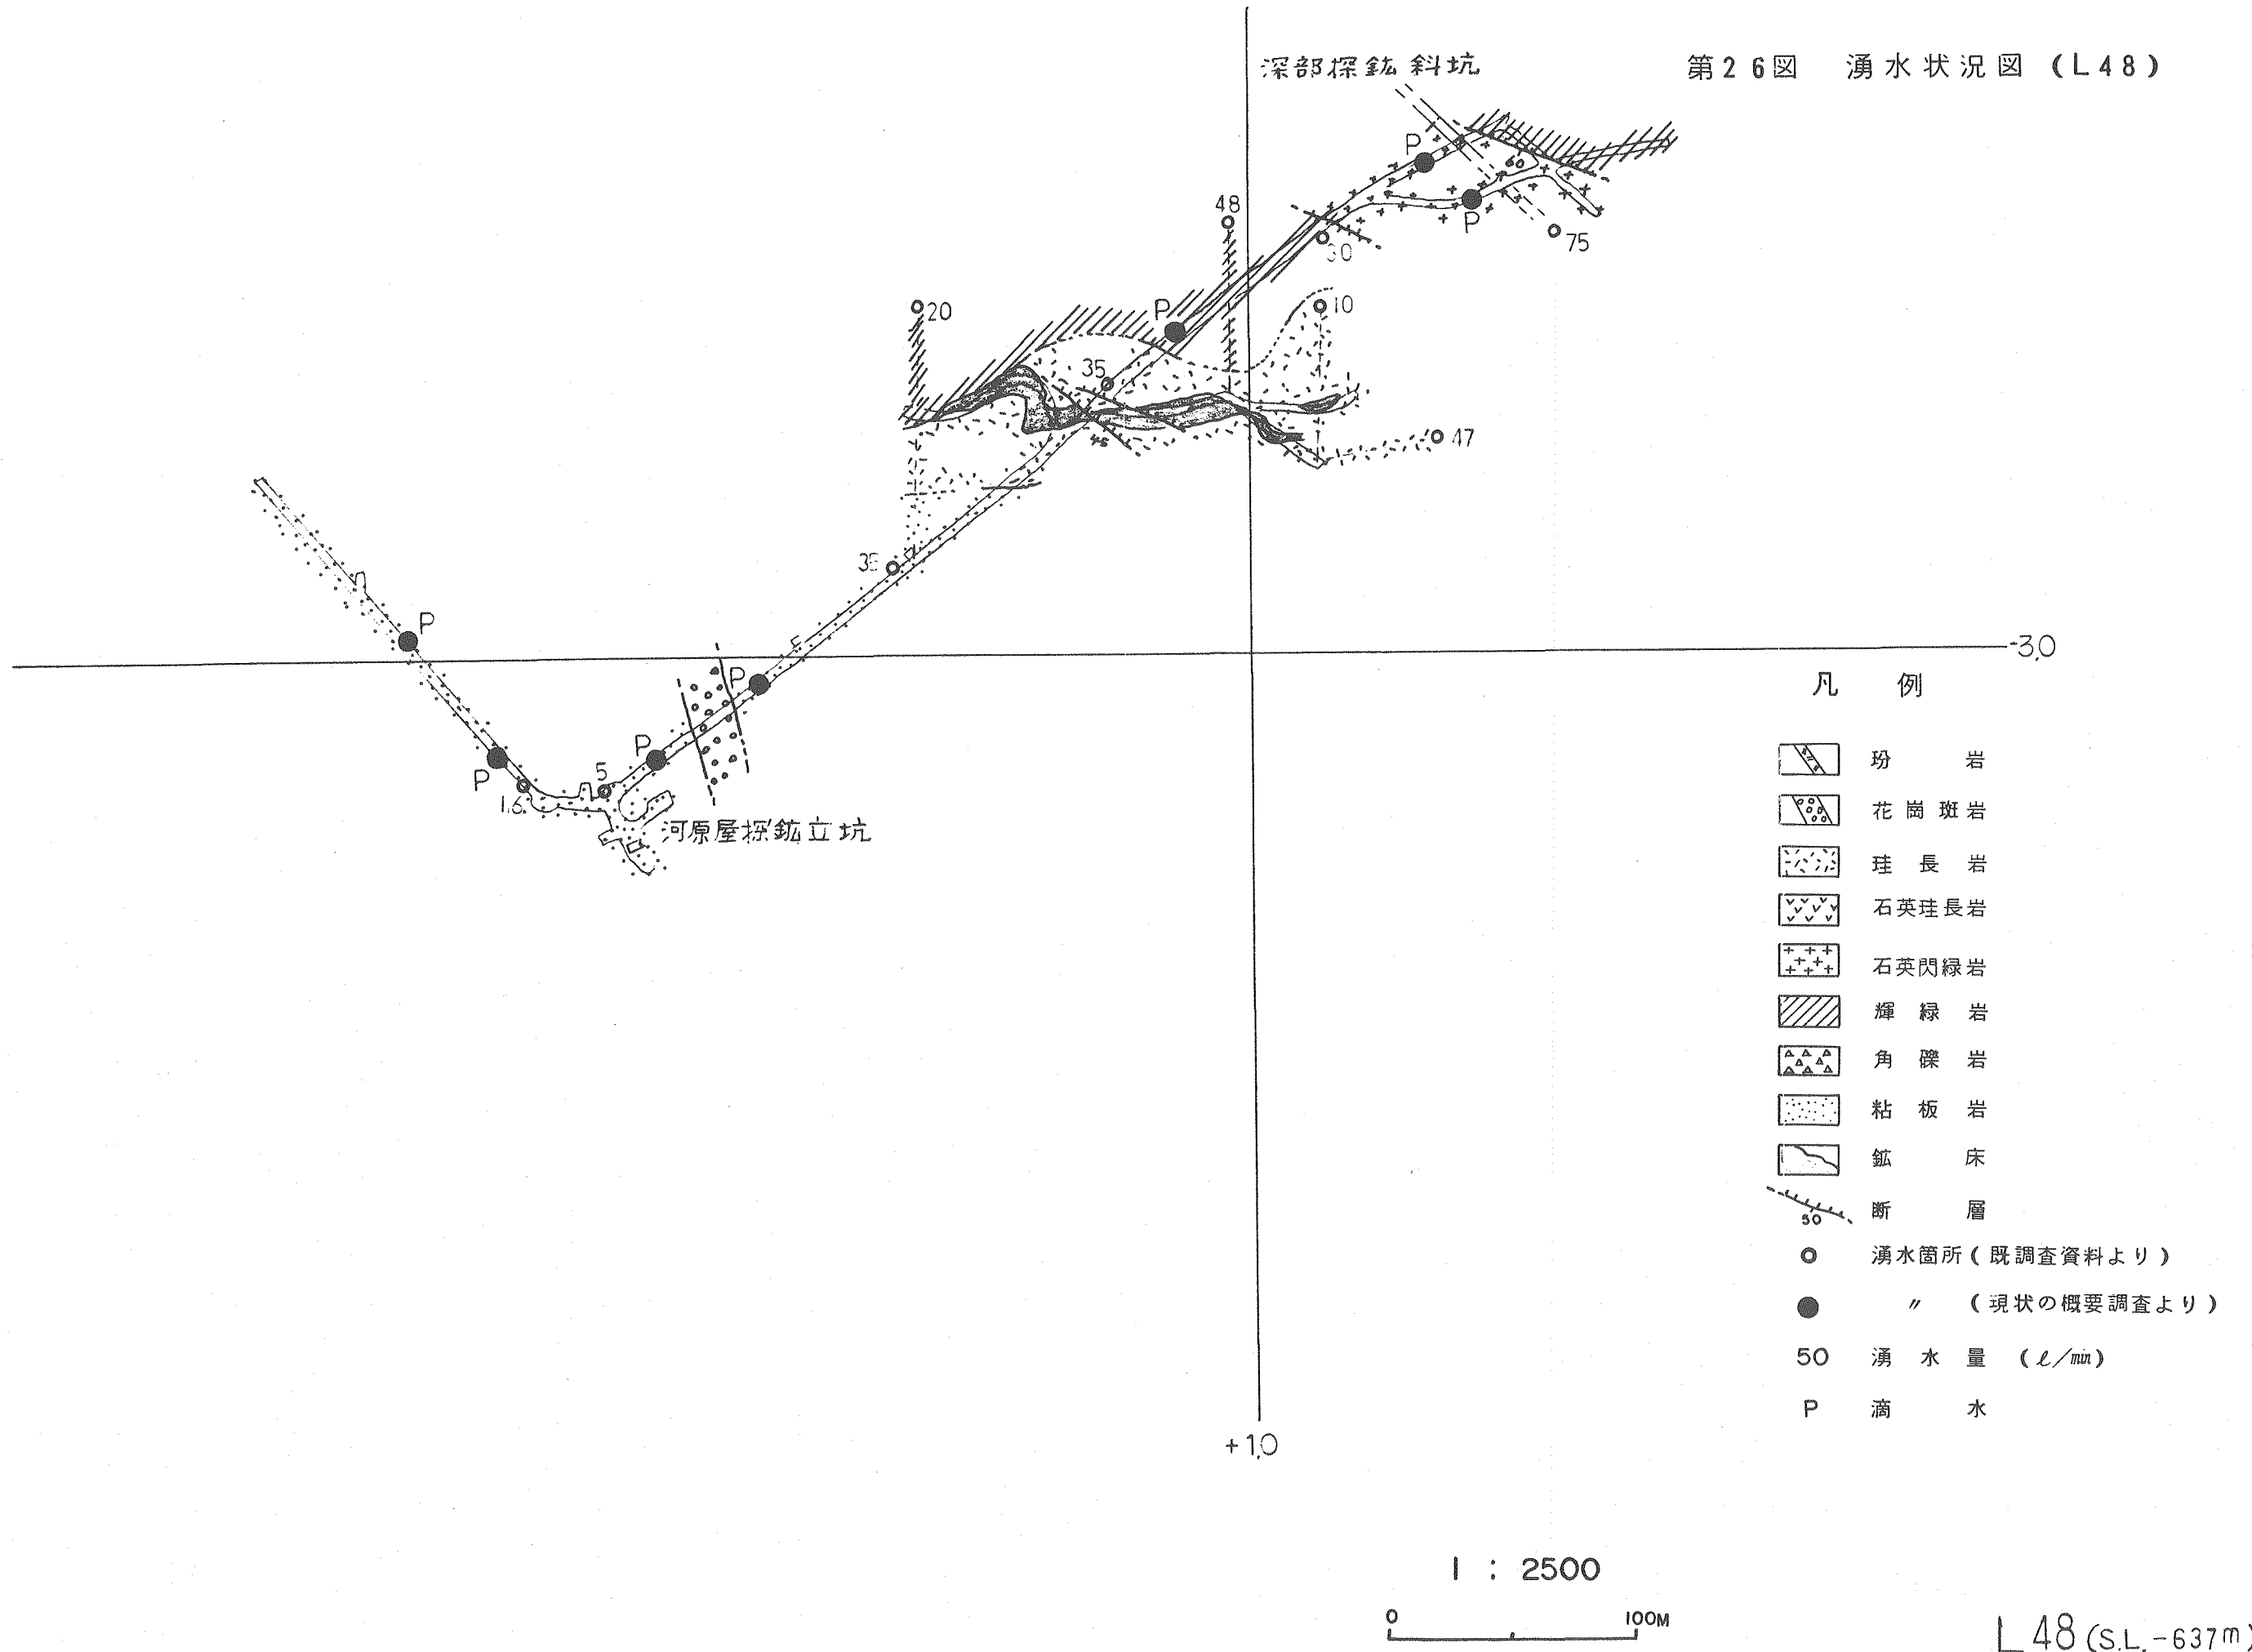 第26図 湧水状況図 (L48)
深部探鉱斜坑
P
60
P
75
48
20
P
10
35
45
47
35
P
-3,0
P
P
P
1.6
5
河原屋探鉱立坑
凡 例
玢 岩
花崗斑岩
珪長岩
石英珪長岩
石英閃緑岩
輝緑岩
角礫岩
粘板岩
鉱 床
50 断 層
湧水箇所(既調査資料より)
〃 (現状の概要調査より)
50 湧水量 (ℓ/min)
P 滴 水
+1,0
1 : 2500
0 100M
L 48 (S.L.-637m)